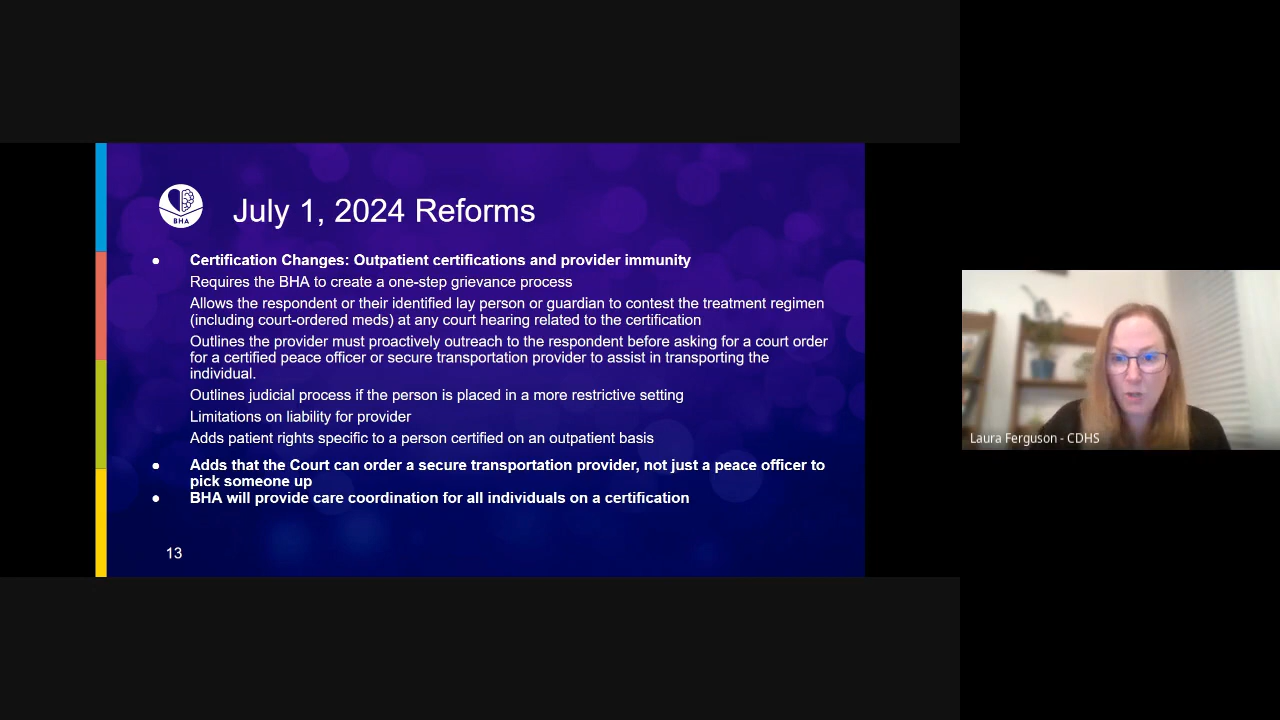 BHA
July 1, 2024 Reforms
● Certification Changes: Outpatient certifications and provider immunity
Requires the BHA to create a one-step grievance process
Allows the respondent or their identified lay person or guardian to contest the treatment regimen
(including court-ordered meds) at any court hearing related to the certification
Outlines the provider must proactively outreach to the respondent before asking for a court order
for a certified peace officer or secure transportation provider to assist in transporting the
individual.
Outlines judicial process if the person is placed in a more restrictive setting
Limitations on liability for provider
Adds patient rights specific to a person certified on an outpatient basis
● Adds that the Court can order a secure transportation provider, not just a peace officer to
pick someone up
● BHA will provide care coordination for all individuals on a certification
13
Laura Ferguson - CDHS